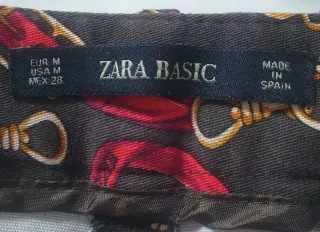 EUR M
USA M
MEX 28
ZARA BASIC
MADE
IN
SPAIN